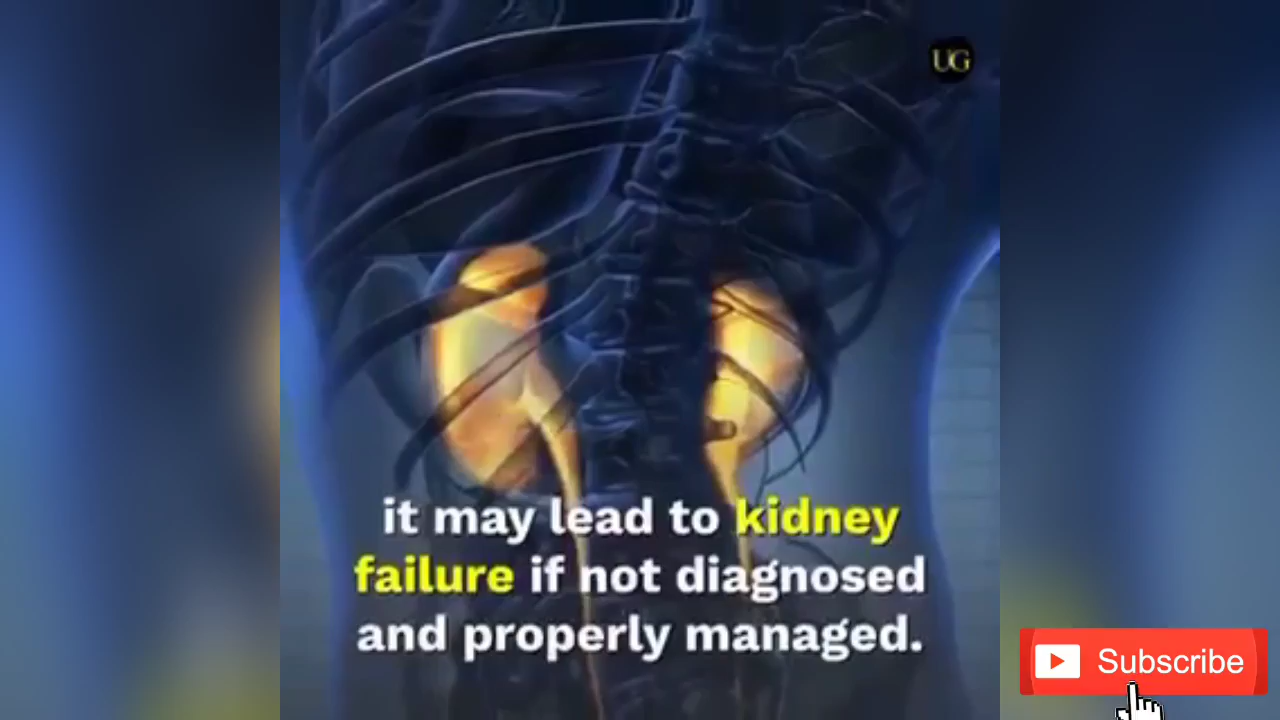 UG
it may lead to kidney
failure if not diagnosed
and properly managed.
Subscribe